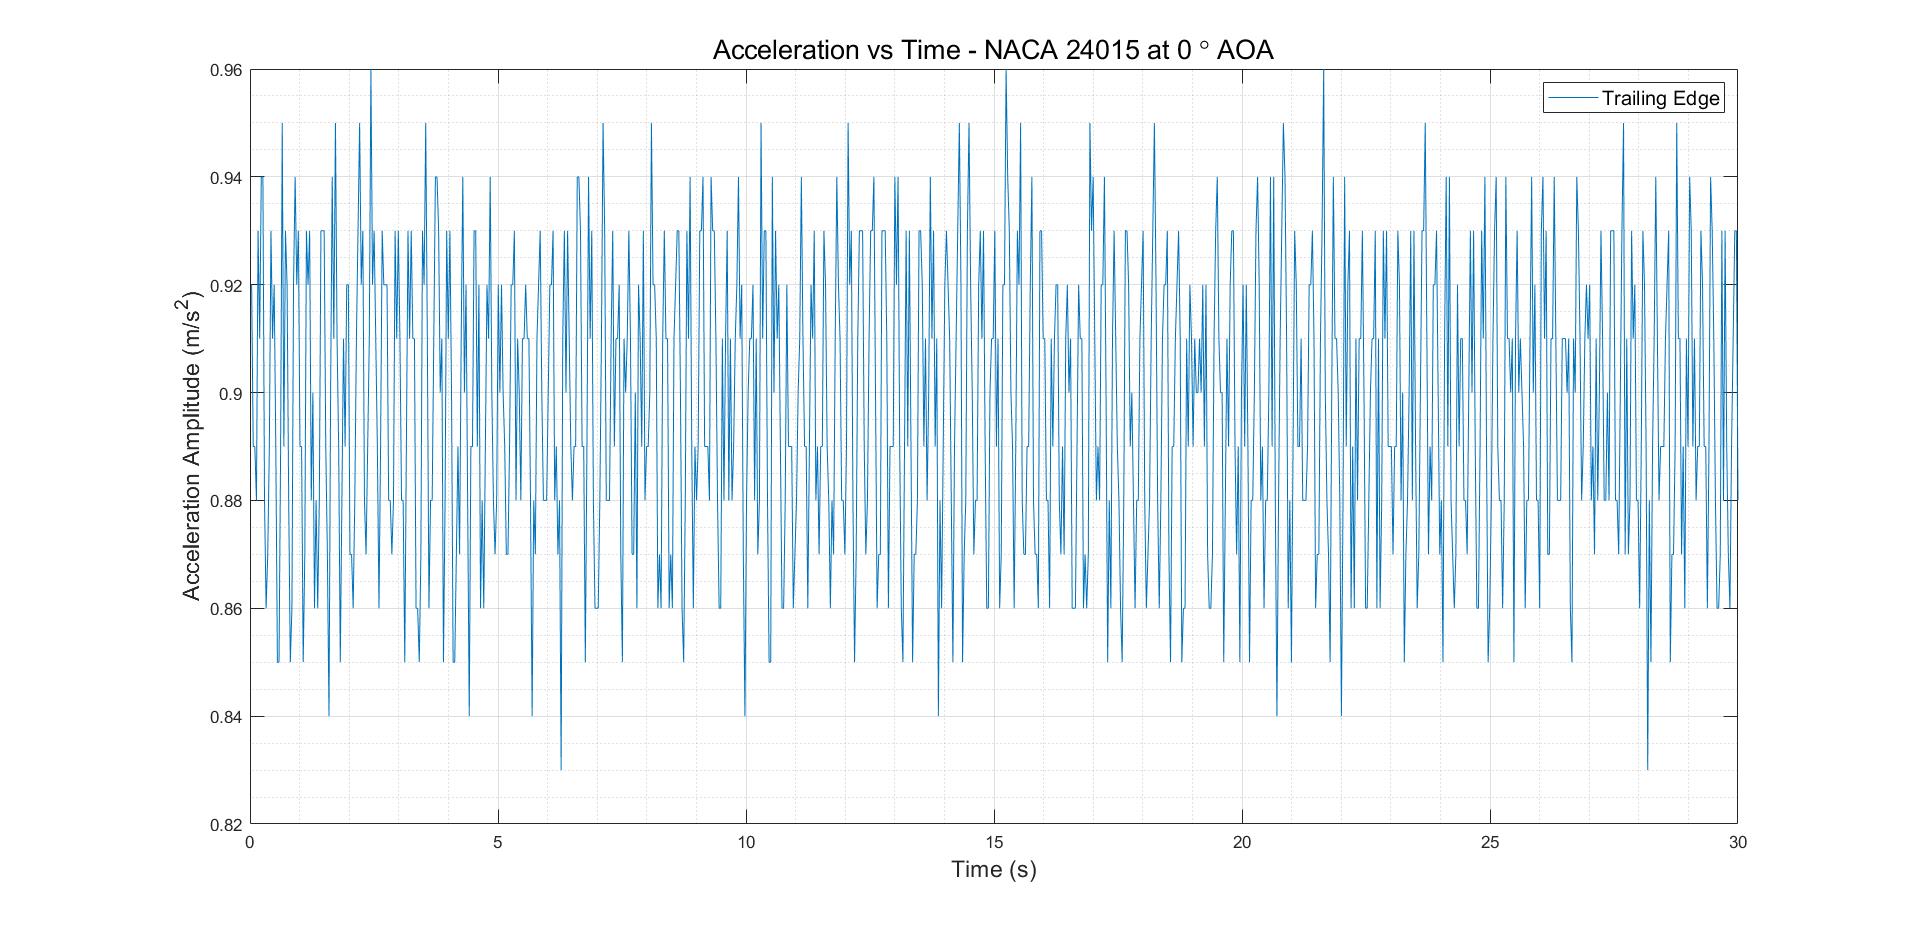 Acceleration vs Time - NACA 24015 at 0 ° AOA
Trailing Edge
Acceleration Amplitude (m/s²)
0.96
0.94
0.92
0.9
0.88
0.86
0.84
0.82
0 5 10 15 20 25 30
Time (s)